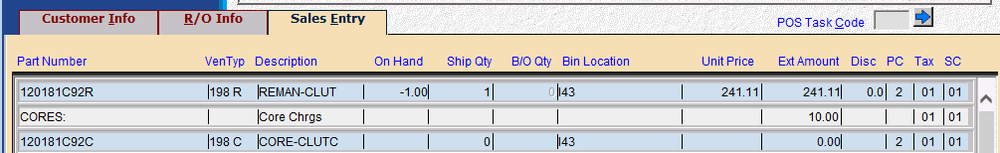 Customer Info R/O Info Sales Entry POS Task Code
Part Number VenTyp Description On Hand Ship Qty B/O Qty Bin Location Unit Price Ext Amount Disc PC Tax SC
120181C92R 198 R REMAN-CLUT -1.00 1 0 I43 241.11 241.11 0.0 2 01 01
CORES: Core Chrgs 10.00 01 01
120181C92C 198 C CORE-CLUTC 0 I43 0.00 2 01 01